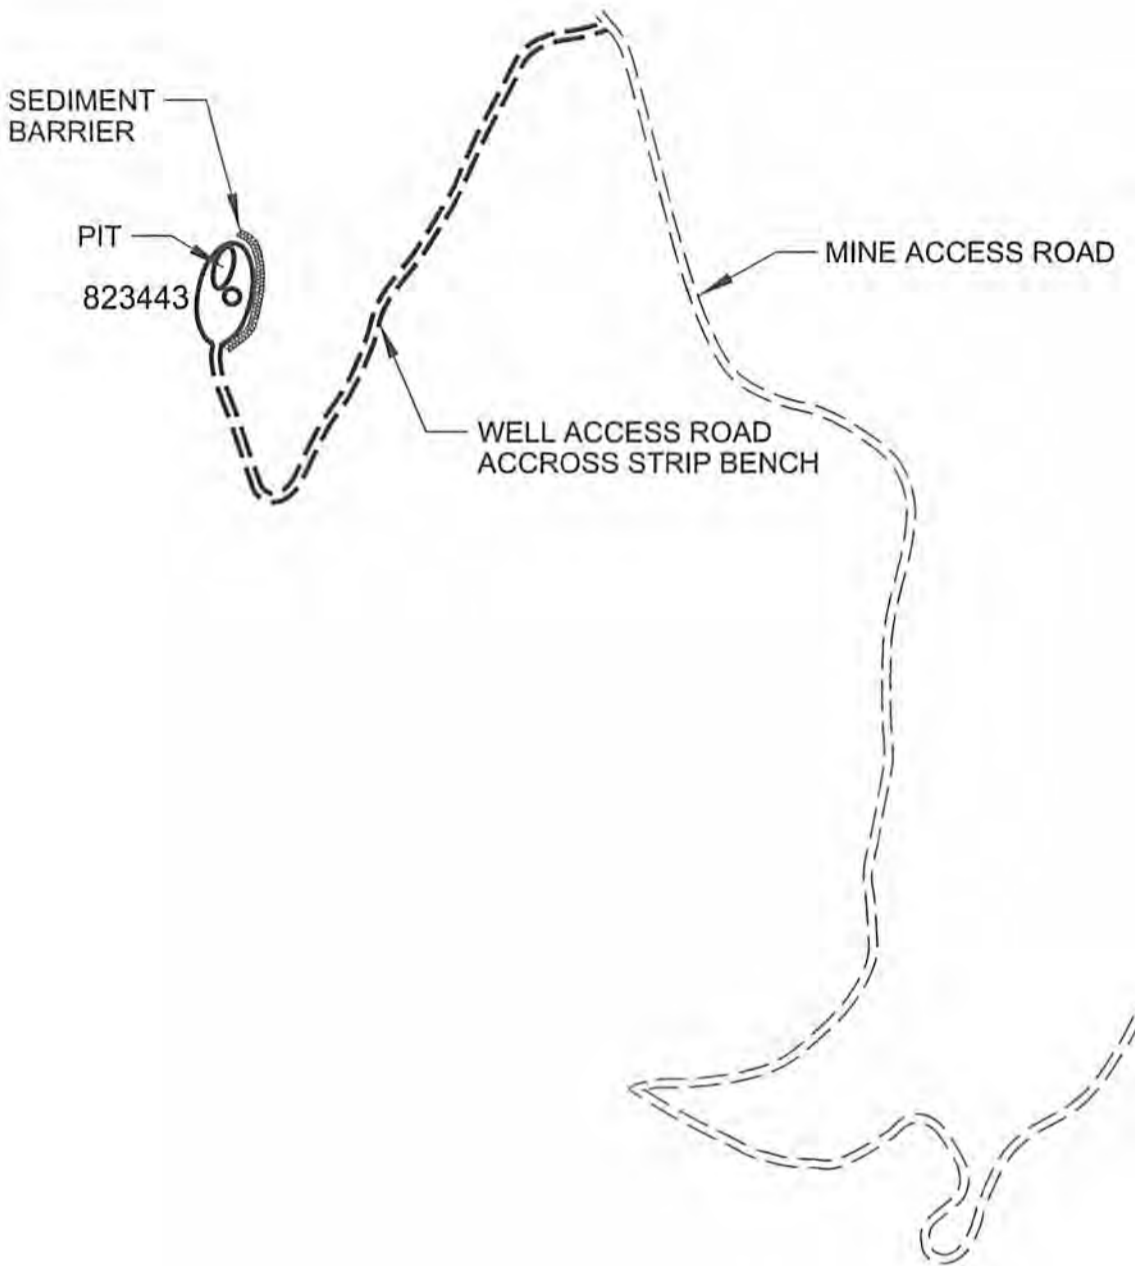 SEDIMENT
BARRIER
PIT
823443
MINE ACCESS ROAD
WELL ACCESS ROAD
ACCROSS STRIP BENCH